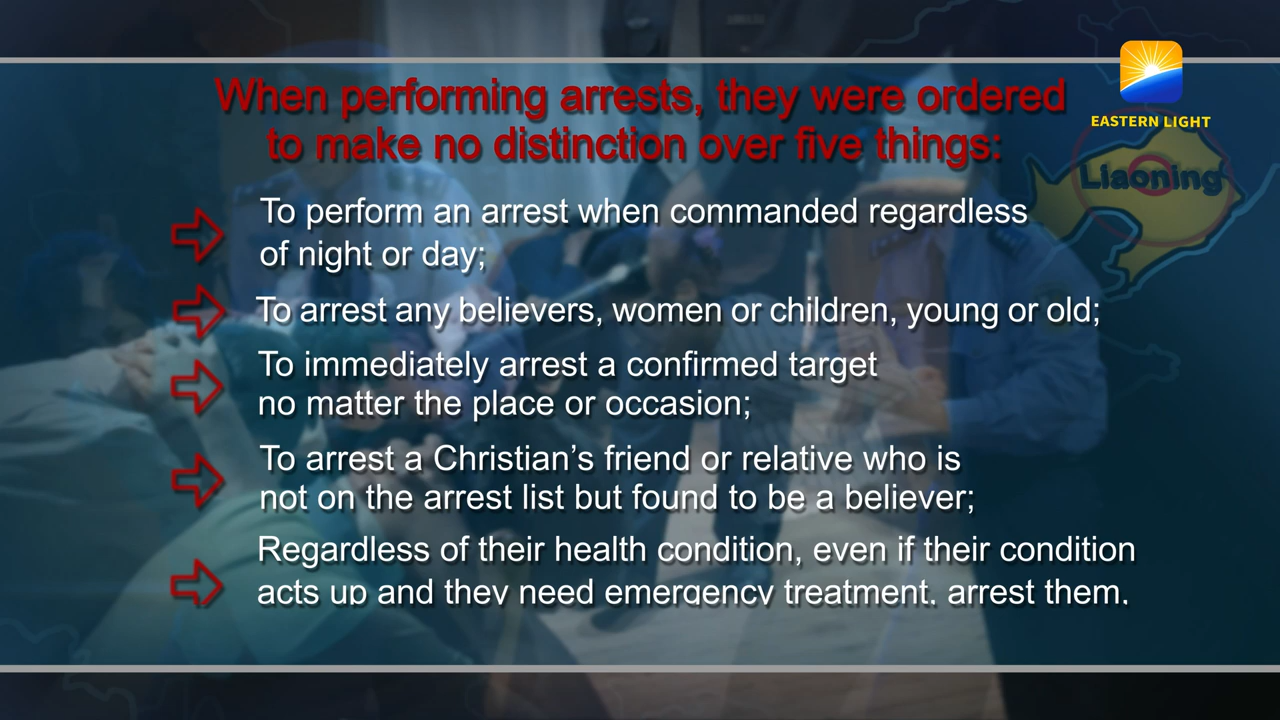 When performing arrests, they were ordered
to make no distinction over five things:
EASTERN LIGHT
Liaoning
To perform an arrest when commanded regardless
of night or day;
To arrest any believers, women or children, young or old;
To immediately arrest a confirmed target
no matter the place or occasion;
To arrest a Christian’s friend or relative who is
not on the arrest list but found to be a believer;
Regardless of their health condition, even if their condition
acts up and they need emergency treatment, arrest them.